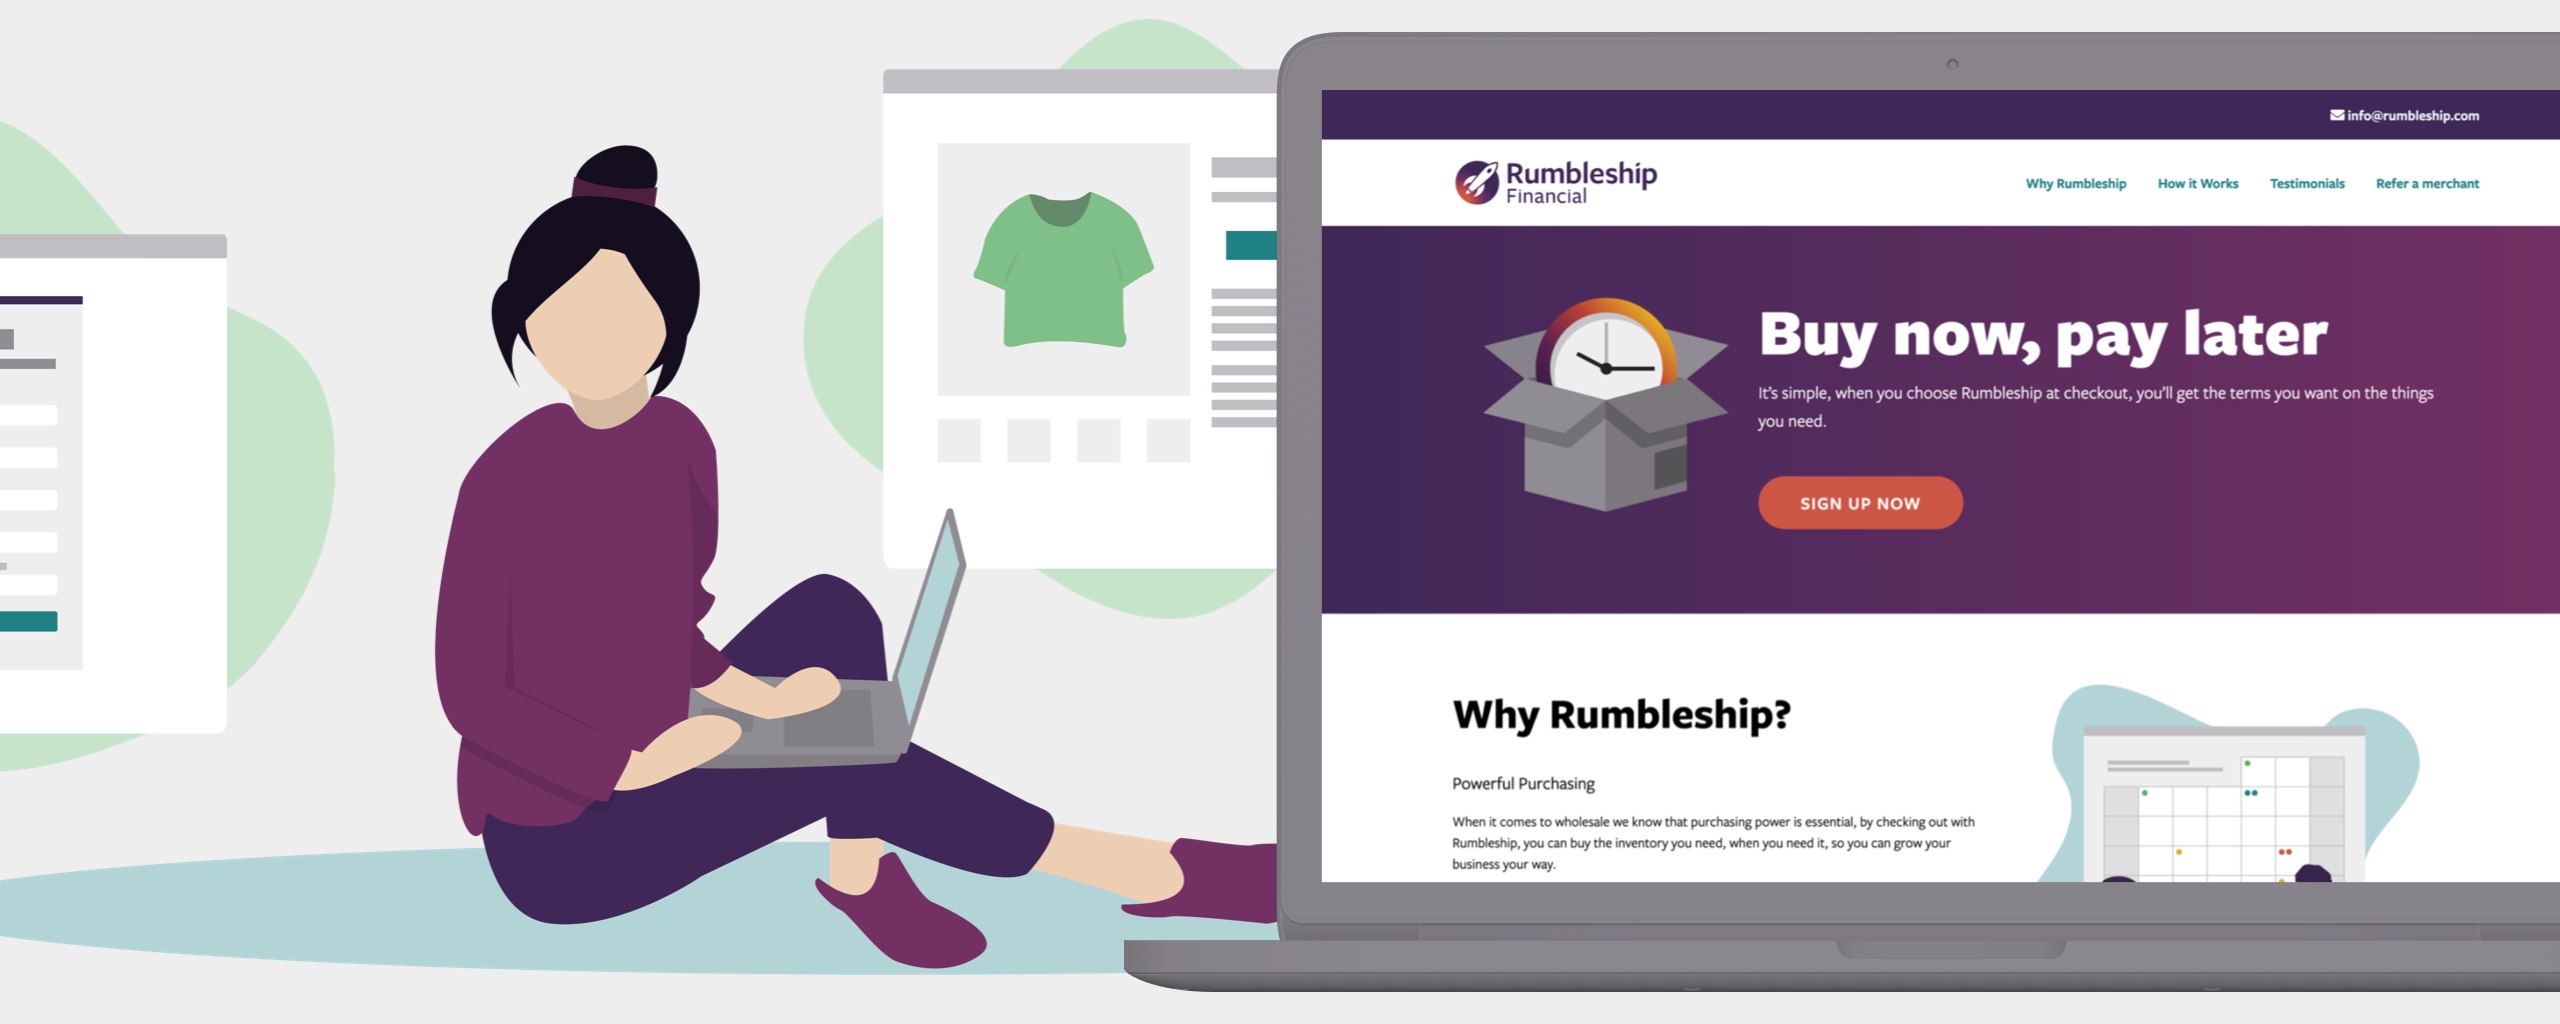 info@rumbleship.com
Rumbleship
Financial
Why Rumbleship
How it Works
Testimonials
Refer a merchant
Buy now, pay later
It's simple, when you choose Rumbleship at checkout, you'll get the terms you want on the things
you need.
SIGN UP NOW
Why Rumbleship?
Powerful Purchasing
When it comes to wholesale we know that purchasing power is essential, by checking out with
Rumbleship, you can buy the inventory you need, when you need it, so you can grow your
business your way.